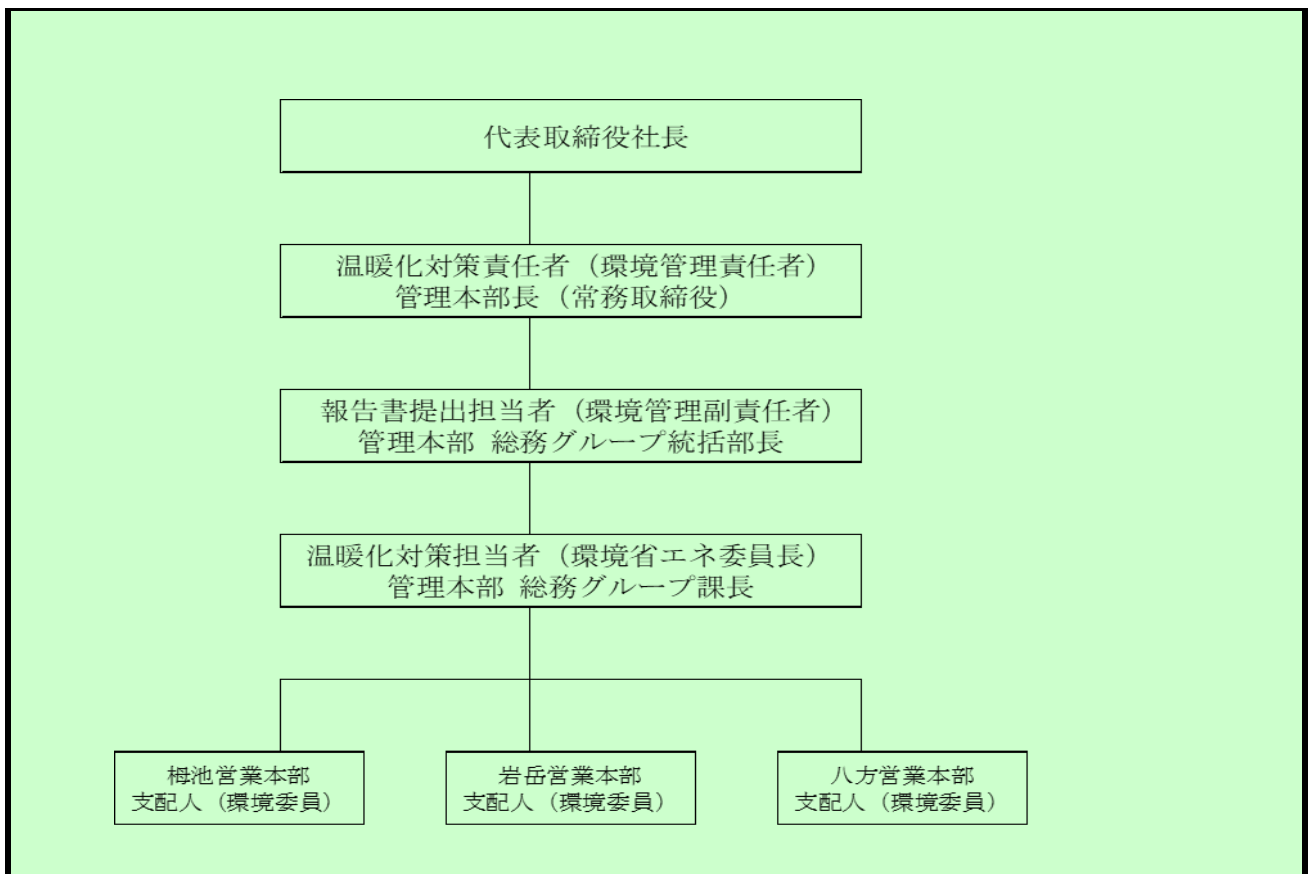 代表取締役社長
温暖化対策責任者（環境管理責任者）
管理本部長（常務取締役）
報告書提出担当者（環境管理副責任者）
管理本部 総務グループ統括部長
温暖化対策担当者（環境省エネ委員長）
管理本部 総務グループ課長
栂池営業本部
支配人（環境委員）
岩岳営業本部
支配人（環境委員）
八方営業本部
支配人（環境委員）